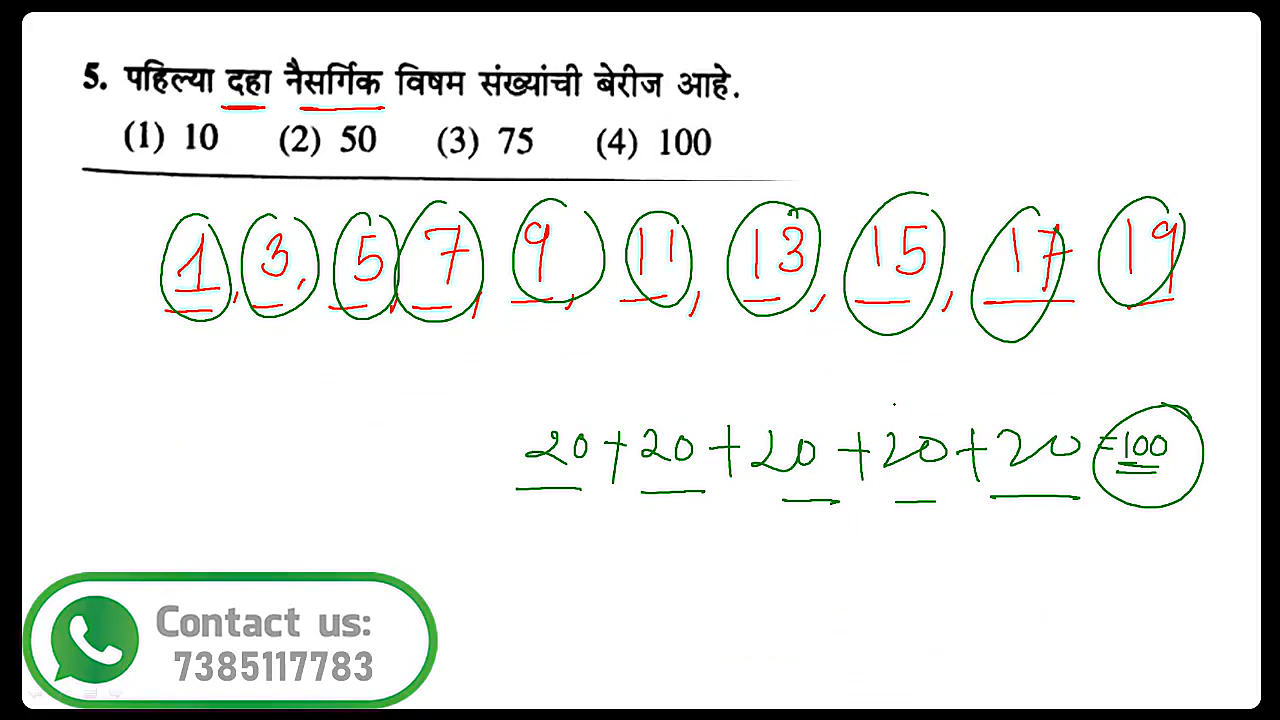 5. पहिल्या दहा नैसर्गिक विषम संख्यांची बेरीज आहे.
(1) 10 (2) 50 (3) 75 (4) 100
1, 3, 5, 7, 9, 11, 13, 15, 17 19
20 + 20 + 20 + 20 + 20 = 100
Contact us:
7385117783